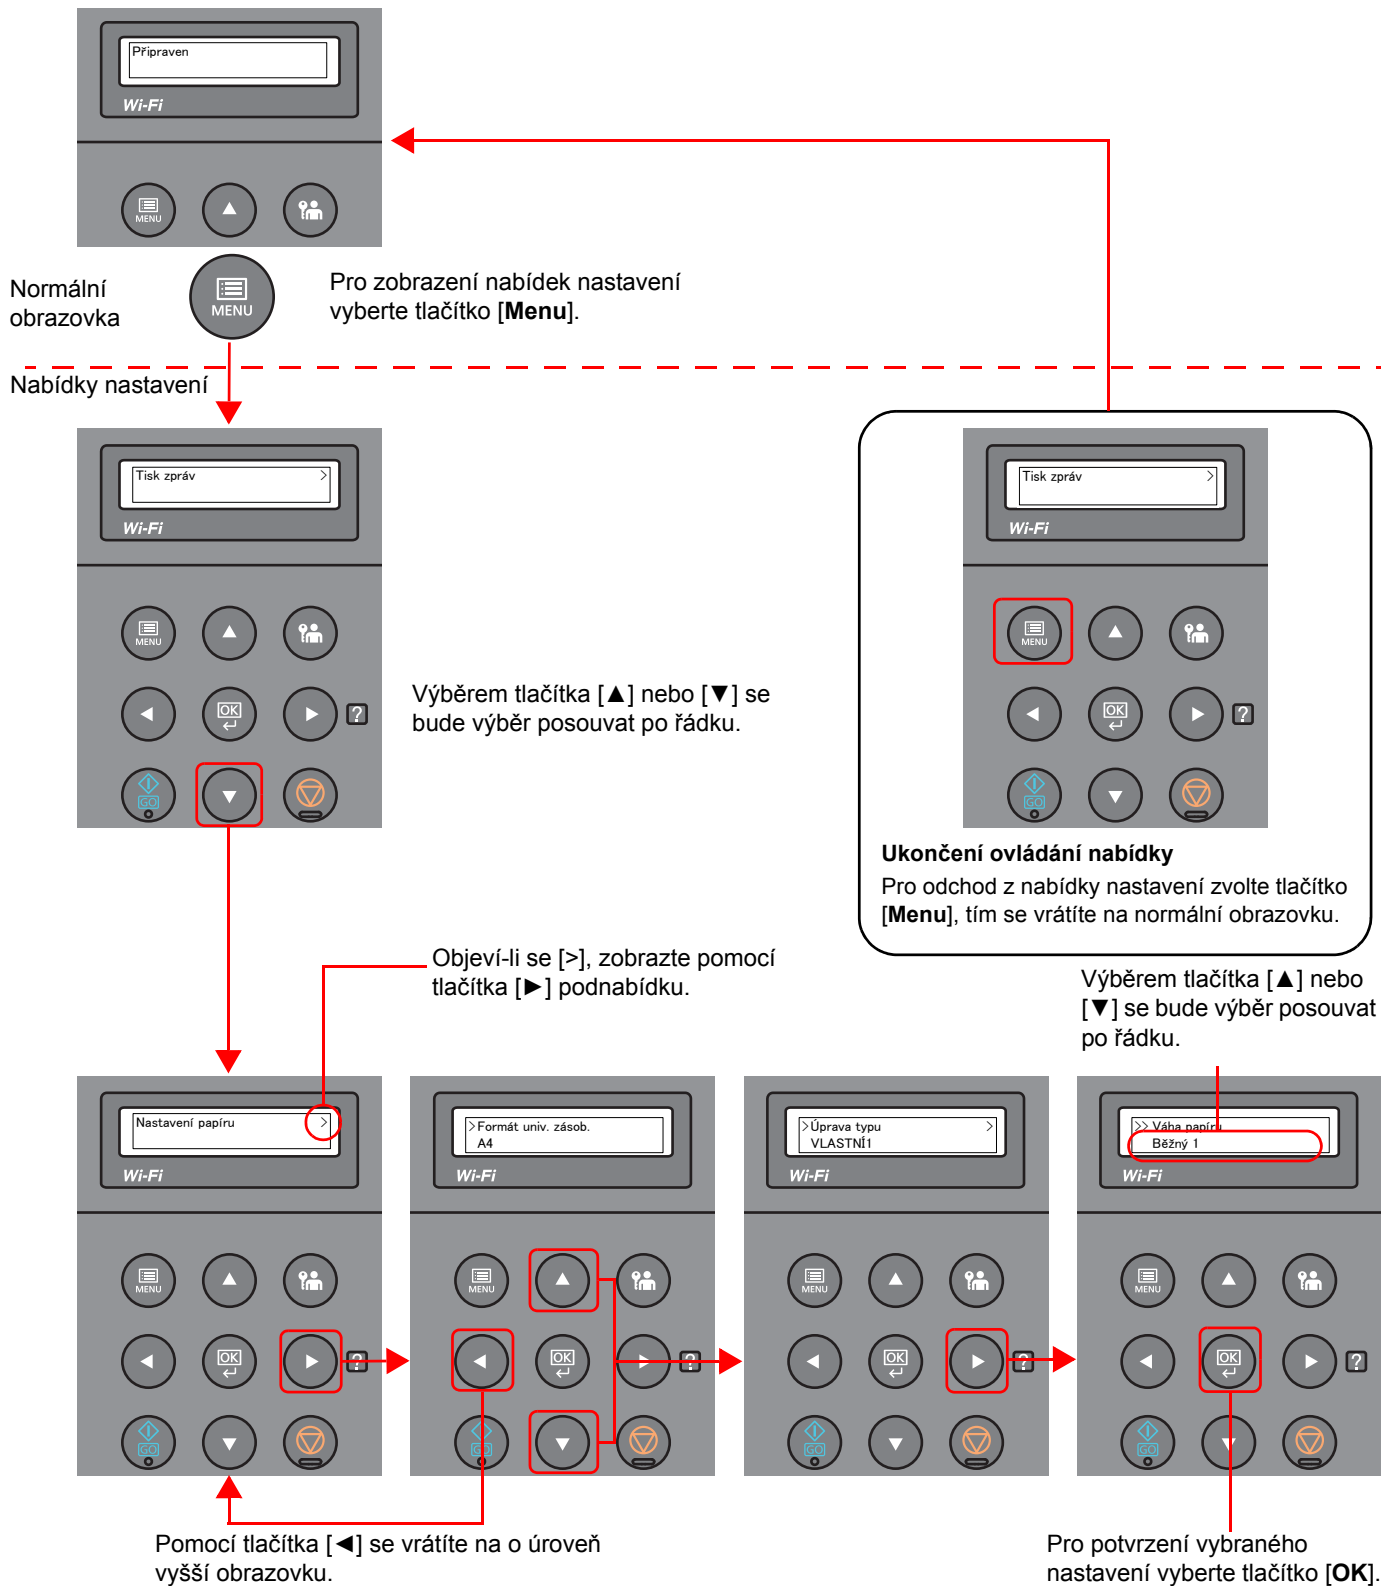 Připraven
Wi-Fi
MENU
Normální
obrazovka
MENU
Pro zobrazení nabídek nastavení
vyberte tlačítko [Menu].
Nabídky nastavení
Tisk zpráv >
Wi-Fi
MENU
OK
?
GO
Výběrem tlačítka [▲] nebo [▼] se
bude výběr posouvat po řádku.
Tisk zpráv >
Wi-Fi
MENU
OK
?
GO
Ukončení ovládání nabídky
Pro odchod z nabídky nastavení zvolte tlačítko
[Menu], tím se vrátíte na normální obrazovku.
Objeví-li se [>], zobrazte pomocí
tlačítka [►] podnabídku.
Výběrem tlačítka [▲] nebo
[▼] se bude výběr posouvat
po řádku.
Nastavení papíru >
Wi-Fi
MENU
OK
?
GO
>Formát univ. zásob.
A4
Wi-Fi
MENU
OK
?
GO
>Úprava typu >
VLASTNÍ1
Wi-Fi
MENU
OK
?
GO
>> Váha papíru
Běžný 1
Wi-Fi
MENU
OK
?
GO
Pomocí tlačítka [◄] se vrátíte na o úroveň
vyšší obrazovku.
Pro potvrzení vybraného
nastavení vyberte tlačítko [OK].